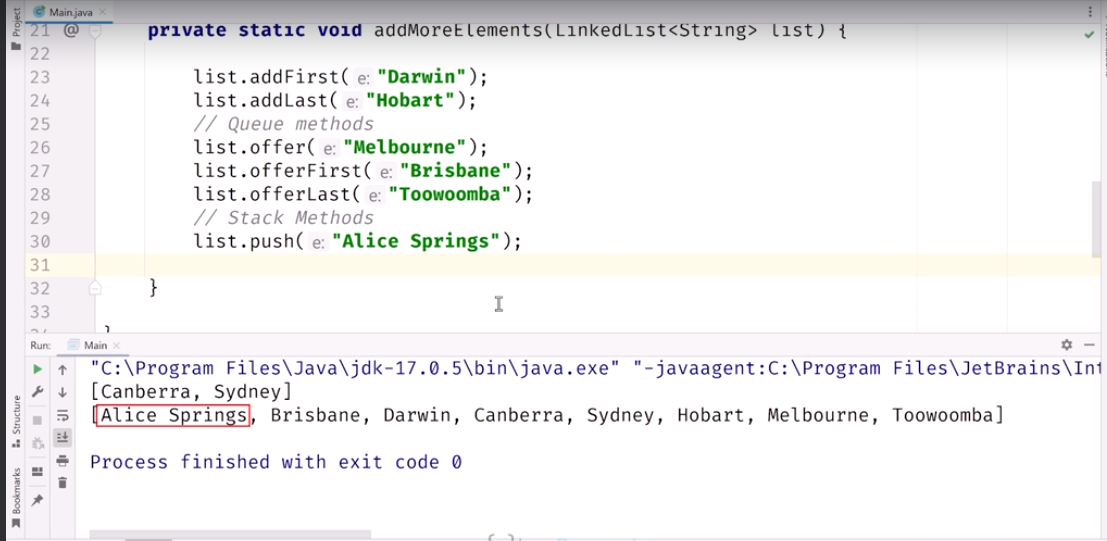 Project
Main.java
21 @ private static void addMoreElements(LinkedList<String> list) {
22
23 list.addFirst( e: "Darwin");
24 list.addLast( e: "Hobart");
25 // Queue methods
26 list.offer( e: "Melbourne");
27 list.offerFirst( e: "Brisbane");
28 list.offerLast( e: "Toowoomba");
29 // Stack Methods
30 list.push( e: "Alice Springs");
31
32 }
33
Run: Main
"C:\Program Files\Java\jdk-17.0.5\bin\java.exe" "-javaagent:C:\Program Files\JetBrains\Int
[Canberra, Sydney]
[Alice Springs, Brisbane, Darwin, Canberra, Sydney, Hobart, Melbourne, Toowoomba]
Process finished with exit code 0
Structure
Bookmarks